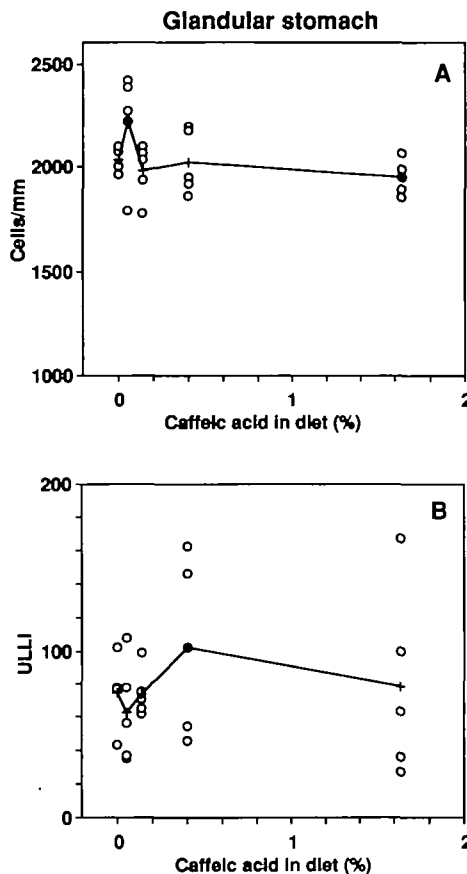 Glandular stomach
A
2500
2000
1500
1000
Cells/mm
0 1 2
Caffeic acid in diet (%)
B
200
100
0
ULLI
0 1 2
Caffeic acid in diet (%)